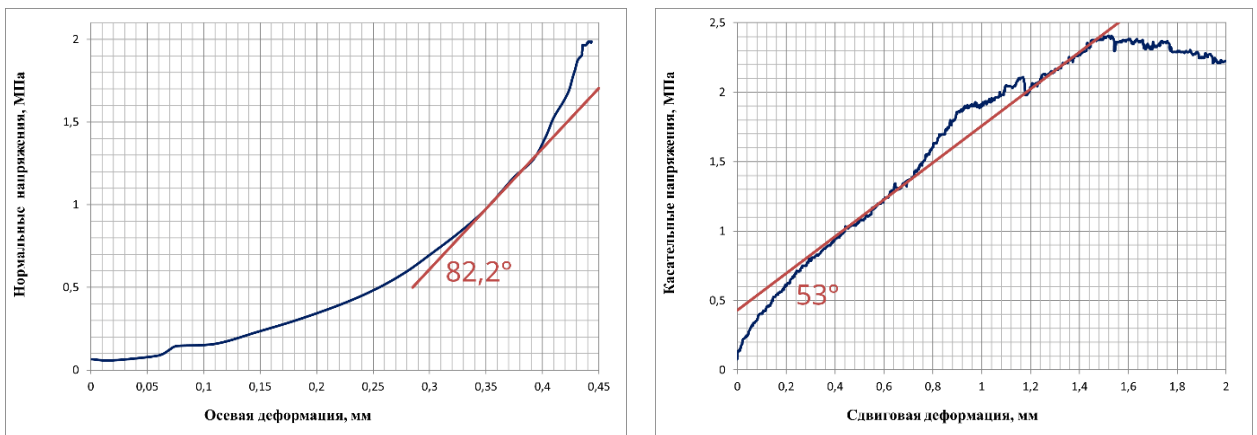 Нормальные напряжения, МПа
2
1,5
1
0,5
0
82,2°
0 0,05 0,1 0,15 0,2 0,25 0,3 0,35 0,4 0,45
Осевая деформация, мм
Касательные напряжения, МПа
2,5
2
1,5
1
0,5
0
53°
0 0,2 0,4 0,6 0,8 1 1,2 1,4 1,6 1,8 2
Сдвиговая деформация, мм